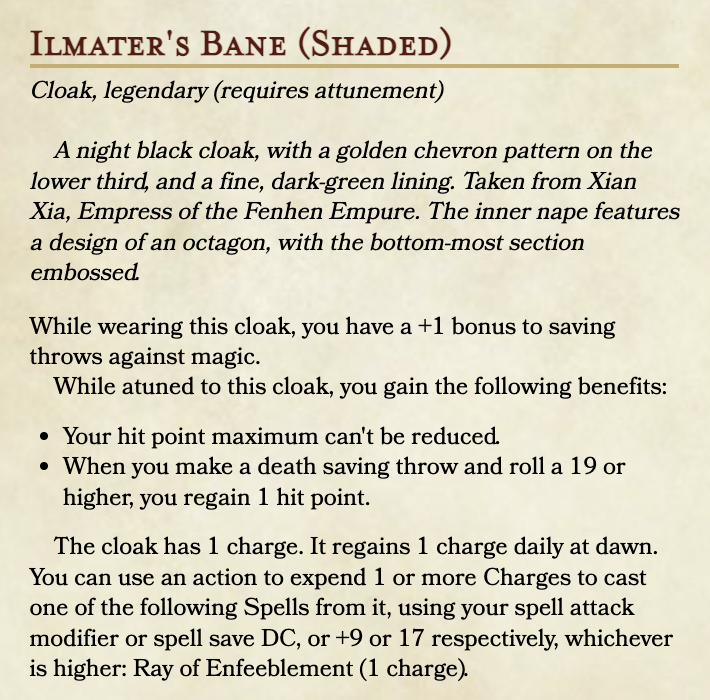 Ilmater's Bane (Shaded)
Cloak, legendary (requires attunement)
A night black cloak, with a golden chevron pattern on the
lower third, and a fine, dark-green lining. Taken from Xian
Xia, Empress of the Fenhen Empure. The inner nape features
a design of an octagon, with the bottom-most section
embossed.
While wearing this cloak, you have a +1 bonus to saving
throws against magic.
While atuned to this cloak, you gain the following benefits:
• Your hit point maximum can't be reduced.
• When you make a death saving throw and roll a 19 or
higher, you regain 1 hit point.
The cloak has 1 charge. It regains 1 charge daily at dawn.
You can use an action to expend 1 or more Charges to cast
one of the following Spells from it, using your spell attack
modifier or spell save DC, or +9 or 17 respectively, whichever
is higher: Ray of Enfeeblement (1 charge).